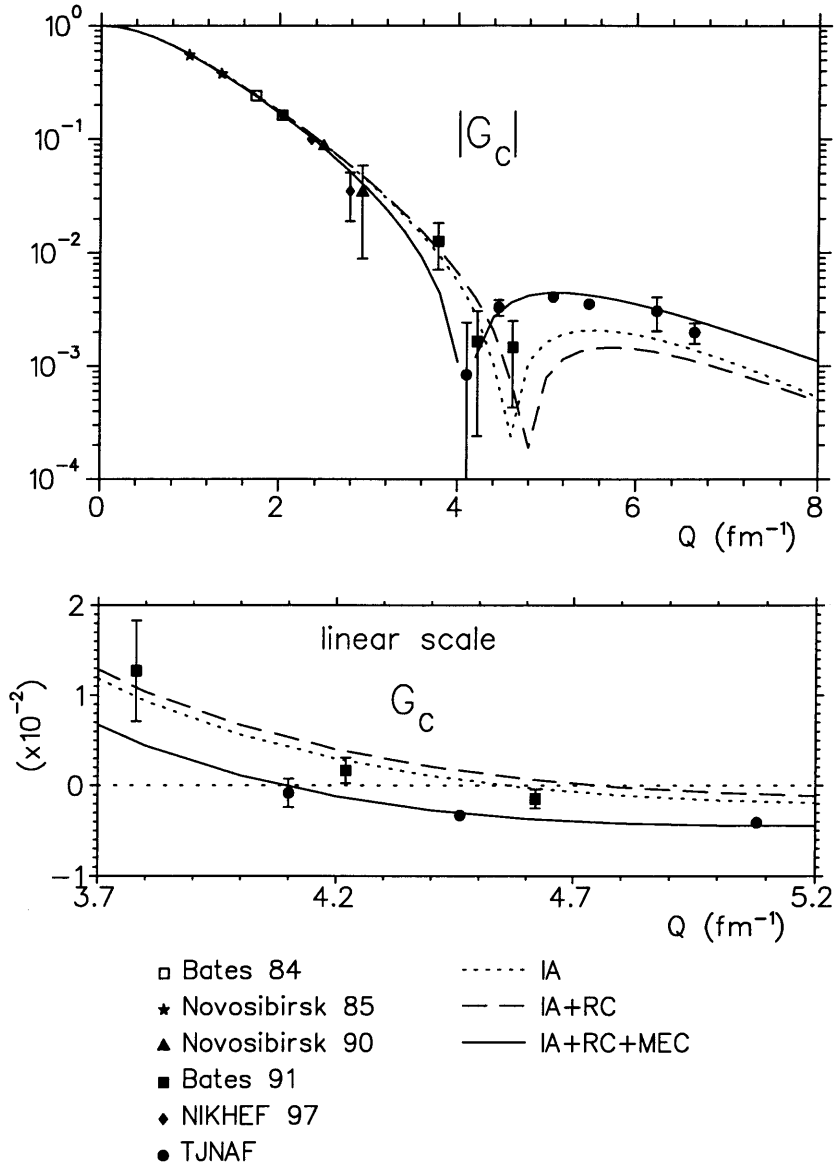 10⁰
|G_C|
10⁻¹
10⁻²
10⁻³
10⁻⁴
0 2 4 6 8
Q (fm⁻¹)
2
linear scale
G_C
(x10⁻²)
1
0
−1
3.7 4.2 4.7 5.2
Q (fm⁻¹)
Bates 84
Novosibirsk 85
Novosibirsk 90
Bates 91
NIKHEF 97
TJNAF
IA
IA+RC
IA+RC+MEC